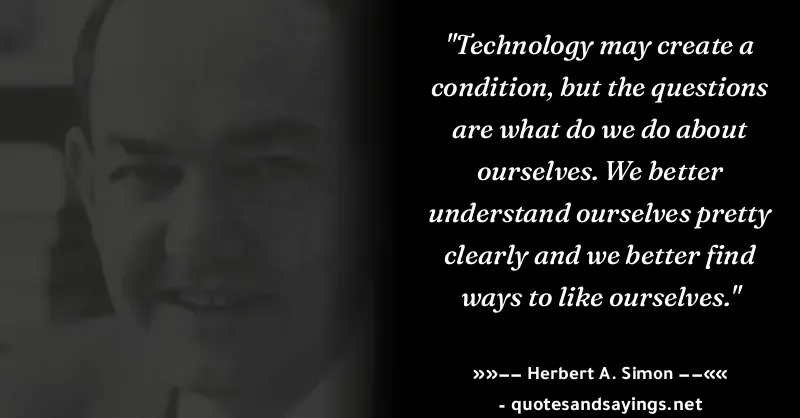 "Technology may create a
condition, but the questions
are what do we do about
ourselves. We better
understand ourselves pretty
clearly and we better find
ways to like ourselves."
»»−− Herbert A. Simon −−««
- quotesandsayings.net